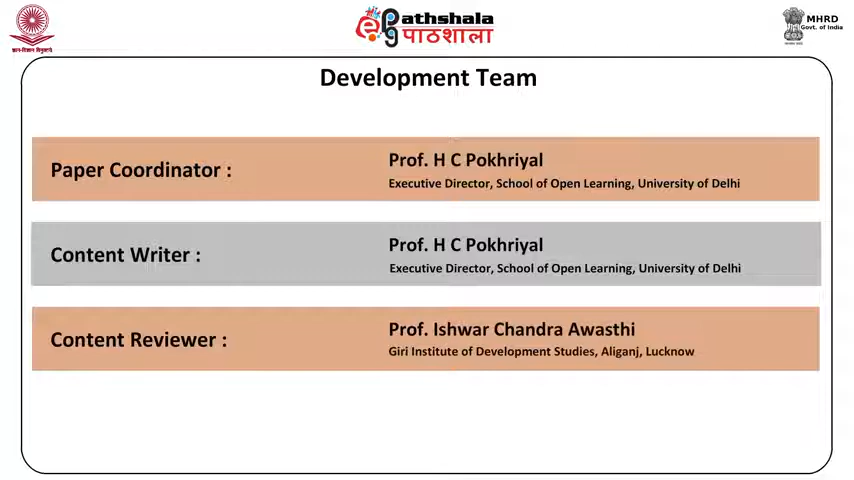 ज्ञान-विज्ञान विमुक्तये
ePathshala
पाठशाला
MHRD
Govt. of India
Development Team
Paper Coordinator :
Prof. H C Pokhriyal
Executive Director, School of Open Learning, University of Delhi
Content Writer :
Prof. H C Pokhriyal
Executive Director, School of Open Learning, University of Delhi
Content Reviewer :
Prof. Ishwar Chandra Awasthi
Giri Institute of Development Studies, Aliganj, Lucknow